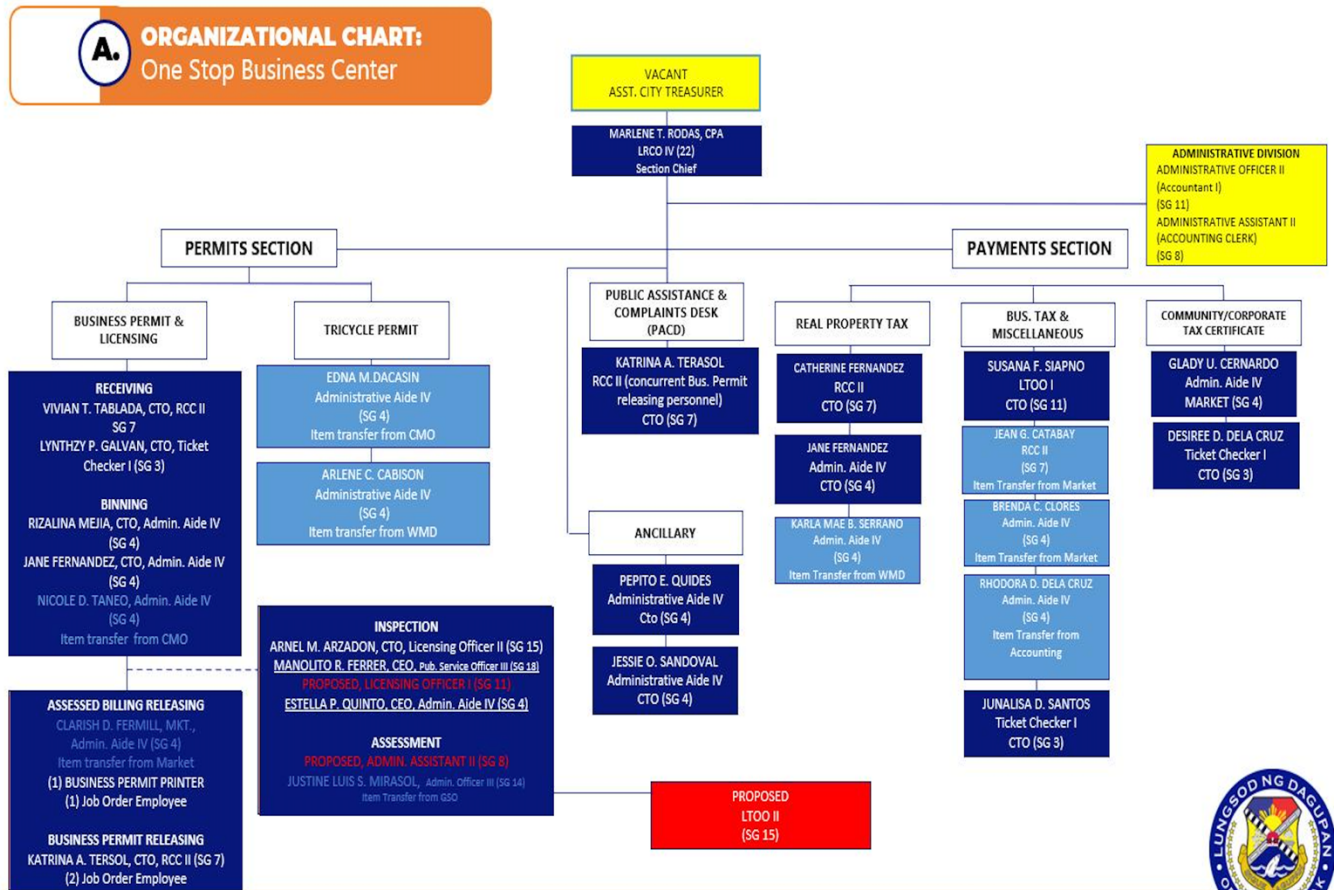 A.
ORGANIZATIONAL CHART:
One Stop Business Center
VACANT
ASST. CITY TREASURER
MARLENE T. RODAS, CPA
LRCO IV (22)
Section Chief
ADMINISTRATIVE DIVISION
ADMINISTRATIVE OFFICER II
(Accountant I)
(SG 11)
ADMINISTRATIVE ASSISTANT II
(ACCOUNTING CLERK)
(SG 8)
PERMITS SECTION
PAYMENTS SECTION
BUSINESS PERMIT &
LICENSING
RECEIVING
VIVIAN T. TABLADA, CTO, RCC II
SG 7
LYNTHZY P. GALVAN, CTO, Ticket
Checker I (SG 3)
BINNING
RIZALINA MEJIA, CTO, Admin. Aide IV
(SG 4)
JANE FERNANDEZ, CTO, Admin. Aide IV
(SG 4)
NICOLE D. TANEO, Admin. Aide IV
(SG 4)
Item transfer from CMO
ASSESSED BILLING RELEASING
CLARISH D. FERMILL, MKT.,
Admin. Aide IV (SG 4)
Item transfer from Market
(1) BUSINESS PERMIT PRINTER
(1) Job Order Employee
BUSINESS PERMIT RELEASING
KATRINA A. TERSOL, CTO, RCC II (SG 7)
(2) Job Order Employee
TRICYCLE PERMIT
EDNA M.DACASIN
Administrative Aide IV
(SG 4)
Item transfer from CMO
ARLENE C. CABISON
Administrative Aide IV
(SG 4)
Item transfer from WMD
INSPECTION
ARNEL M. ARZADON, CTO, Licensing Officer II (SG 15)
MANOLITO R. FERRER, CEO, Pub. Service Officer III (SG 18)
PROPOSED, LICENSING OFFICER I (SG 11)
ESTELLA P. QUINTO, CEO, Admin. Aide IV (SG 4)
ASSESSMENT
PROPOSED, ADMIN. ASSISTANT II (SG 8)
JUSTINE LUIS S. MIRASOL, Admin. Officer III (SG 14)
Item Transfer from GSO
PROPOSED
LTOO II
(SG 15)
PUBLIC ASSISTANCE &
COMPLAINTS DESK
(PACD)
KATRINA A. TERASOL
RCC II (concurrent Bus. Permit
releasing personnel)
CTO (SG 7)
ANCILLARY
PEPITO E. QUIDES
Administrative Aide IV
Cto (SG 4)
JESSIE O. SANDOVAL
Administrative Aide IV
CTO (SG 4)
REAL PROPERTY TAX
CATHERINE FERNANDEZ
RCC II
CTO (SG 7)
JANE FERNANDEZ
Admin. Aide IV
CTO (SG 4)
KARLA MAE B. SERRANO
Admin. Aide IV
(SG 4)
Item Transfer from WMD
BUS. TAX &
MISCELLANEOUS
SUSANA F. SIAPNO
LTOO I
CTO (SG 11)
JEAN G. CATABAY
RCC II
(SG 7)
Item Transfer from Market
BRENDA C. CLORES
Admin. Aide IV
(SG 4)
Item Transfer from Market
RHODORA D. DELA CRUZ
Admin. Aide IV
(SG 4)
Item Transfer from
Accounting
JUNALISA D. SANTOS
Ticket Checker I
CTO (SG 3)
COMMUNITY/CORPORATE
TAX CERTIFICATE
GLADY U. CERNARDO
Admin. Aide IV
MARKET (SG 4)
DESIREE D. DELA CRUZ
Ticket Checker I
CTO (SG 3)
LUNGSOD NG DAGUPAN